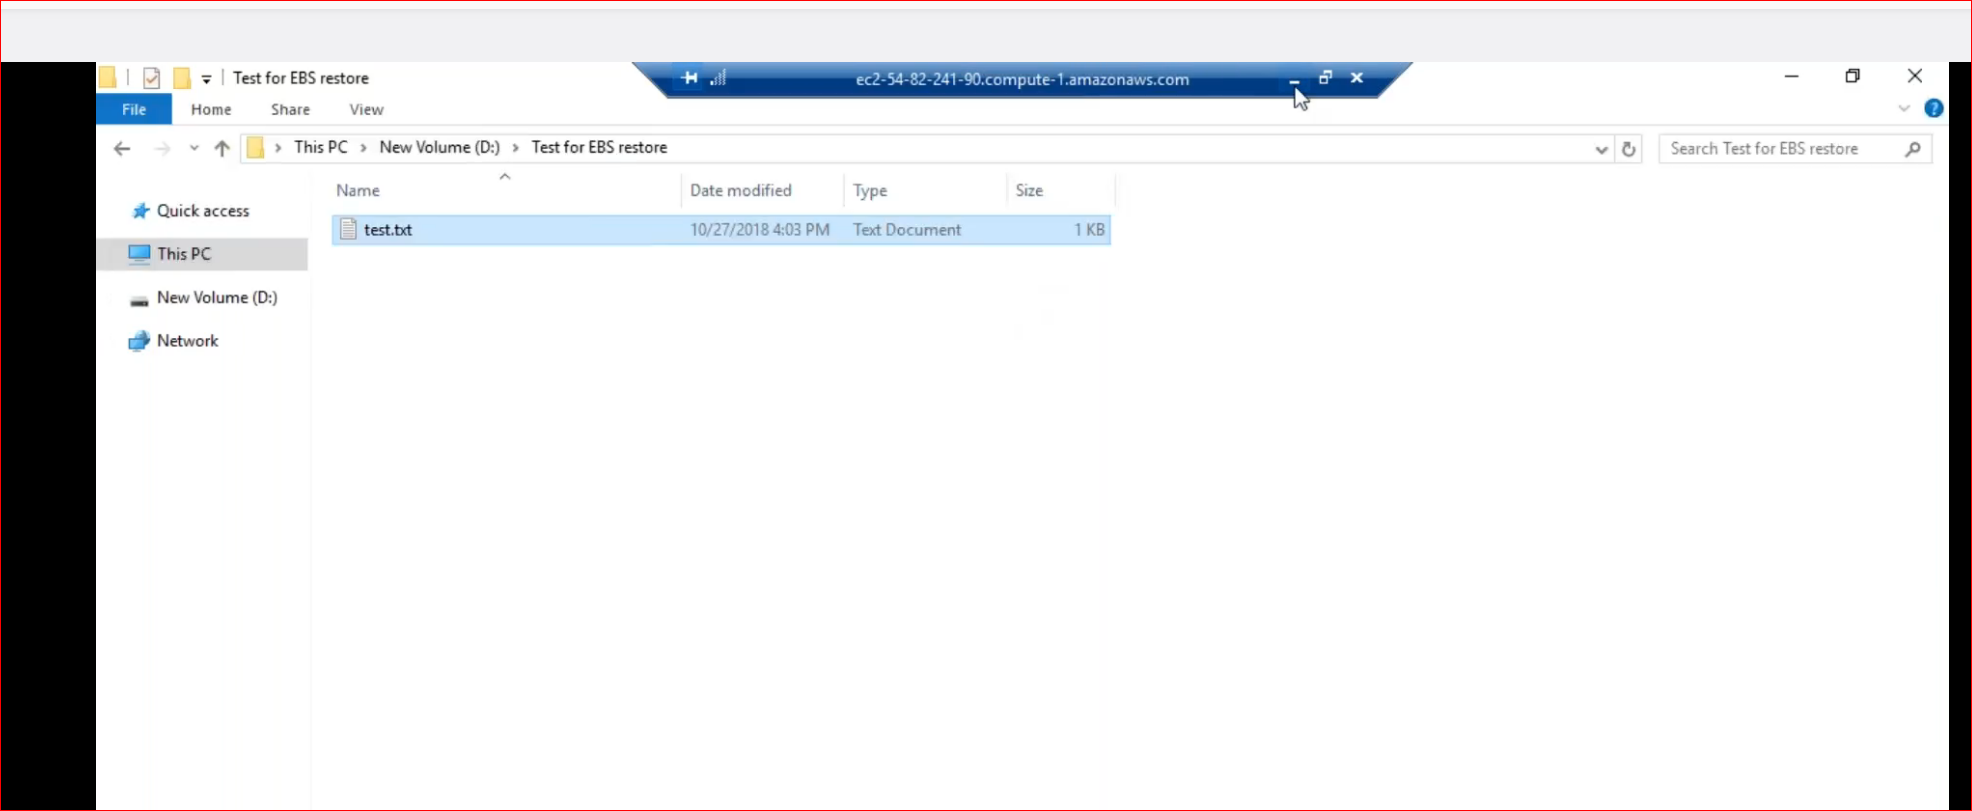 Test for EBS restore
ec2-54-82-241-90.compute-1.amazonaws.com
File Home Share View
?
This PC > New Volume (D:) > Test for EBS restore
Search Test for EBS restore
Name Date modified Type Size
Quick access
test.txt 10/27/2018 4:03 PM Text Document 1 KB
This PC
New Volume (D:)
Network